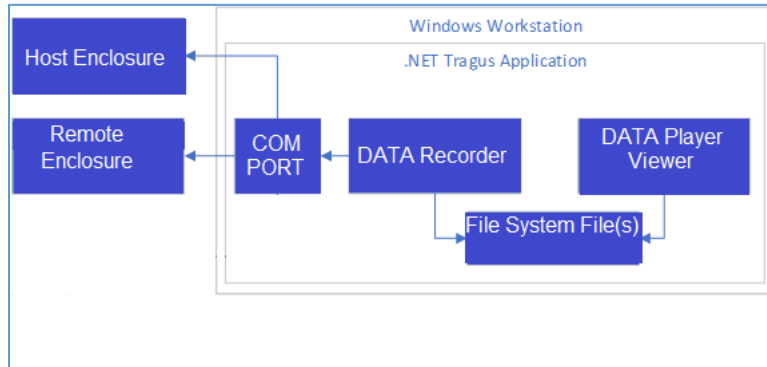 Windows Workstation
.NET Tragus Application
Host Enclosure
Remote
Enclosure
COM
PORT
DATA Recorder
DATA Player
Viewer
File System File(s)